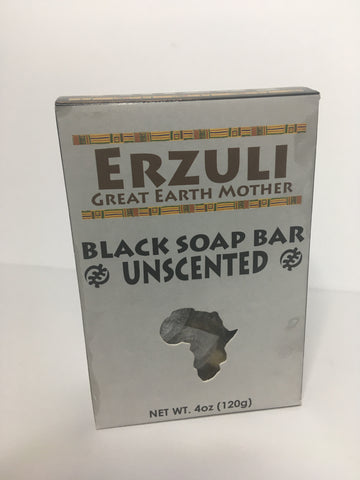 ERZULI
GREAT EARTH MOTHER
BLACK SOAP BAR
UNSCENTED
NET WT. 4oz (120g)